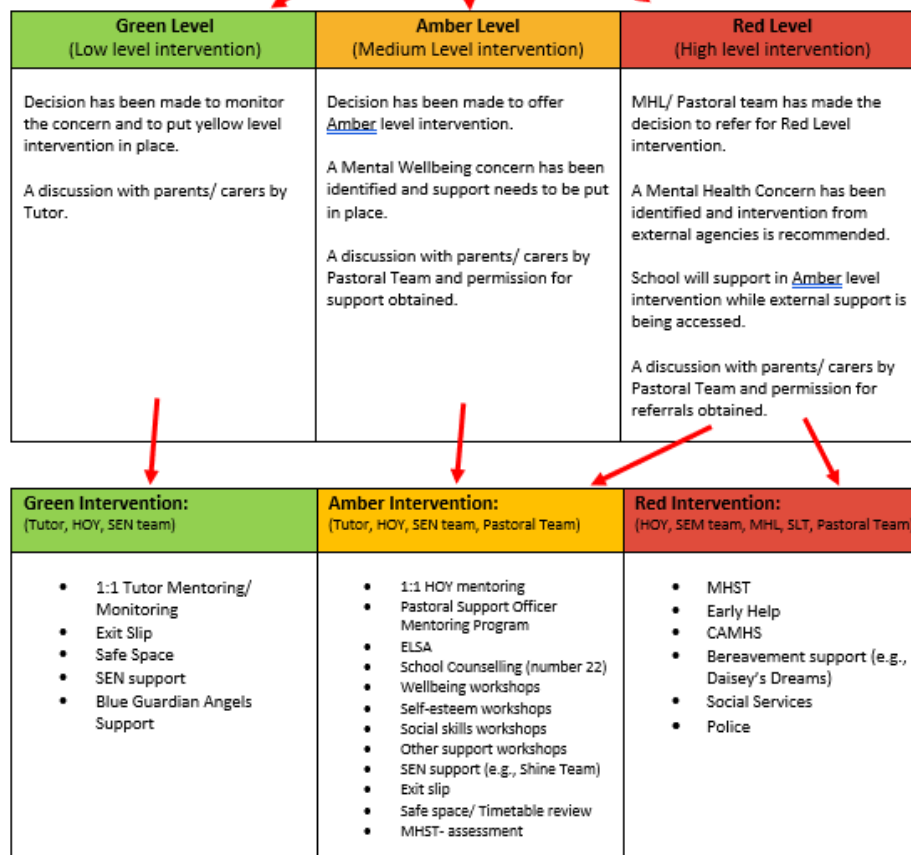 Green Level
(Low level intervention)
Amber Level
(Medium Level intervention)
Red Level
(High level intervention)
Decision has been made to monitor
the concern and to put yellow level
intervention in place.
A discussion with parents/ carers by
Tutor.
Decision has been made to offer
Amber level intervention.
A Mental Wellbeing concern has been
identified and support needs to be put
in place.
A discussion with parents/ carers by
Pastoral Team and permission for
support obtained.
MHL/ Pastoral team has made the
decision to refer for Red Level
intervention.
A Mental Health Concern has been
identified and intervention from
external agencies is recommended.
School will support in Amber level
intervention while external support is
being accessed.
A discussion with parents/ carers by
Pastoral Team and permission for
referrals obtained.
Green Intervention:
(Tutor, HOY, SEN team)
Amber Intervention:
(Tutor, HOY, SEN team, Pastoral Team)
Red Intervention:
(HOY, SEM team, MHL, SLT, Pastoral Team
• 1:1 Tutor Mentoring/
Monitoring
• Exit Slip
• Safe Space
• SEN support
• Blue Guardian Angels
Support
• 1:1 HOY mentoring
• Pastoral Support Officer
Mentoring Program
• ELSA
• School Counselling (number 22)
• Wellbeing workshops
• Self-esteem workshops
• Social skills workshops
• Other support workshops
• SEN support (e.g., Shine Team)
• Exit slip
• Safe space/ Timetable review
• MHST- assessment
• MHST
• Early Help
• CAMHS
• Bereavement support (e.g.,
Daisey's Dreams)
• Social Services
• Police